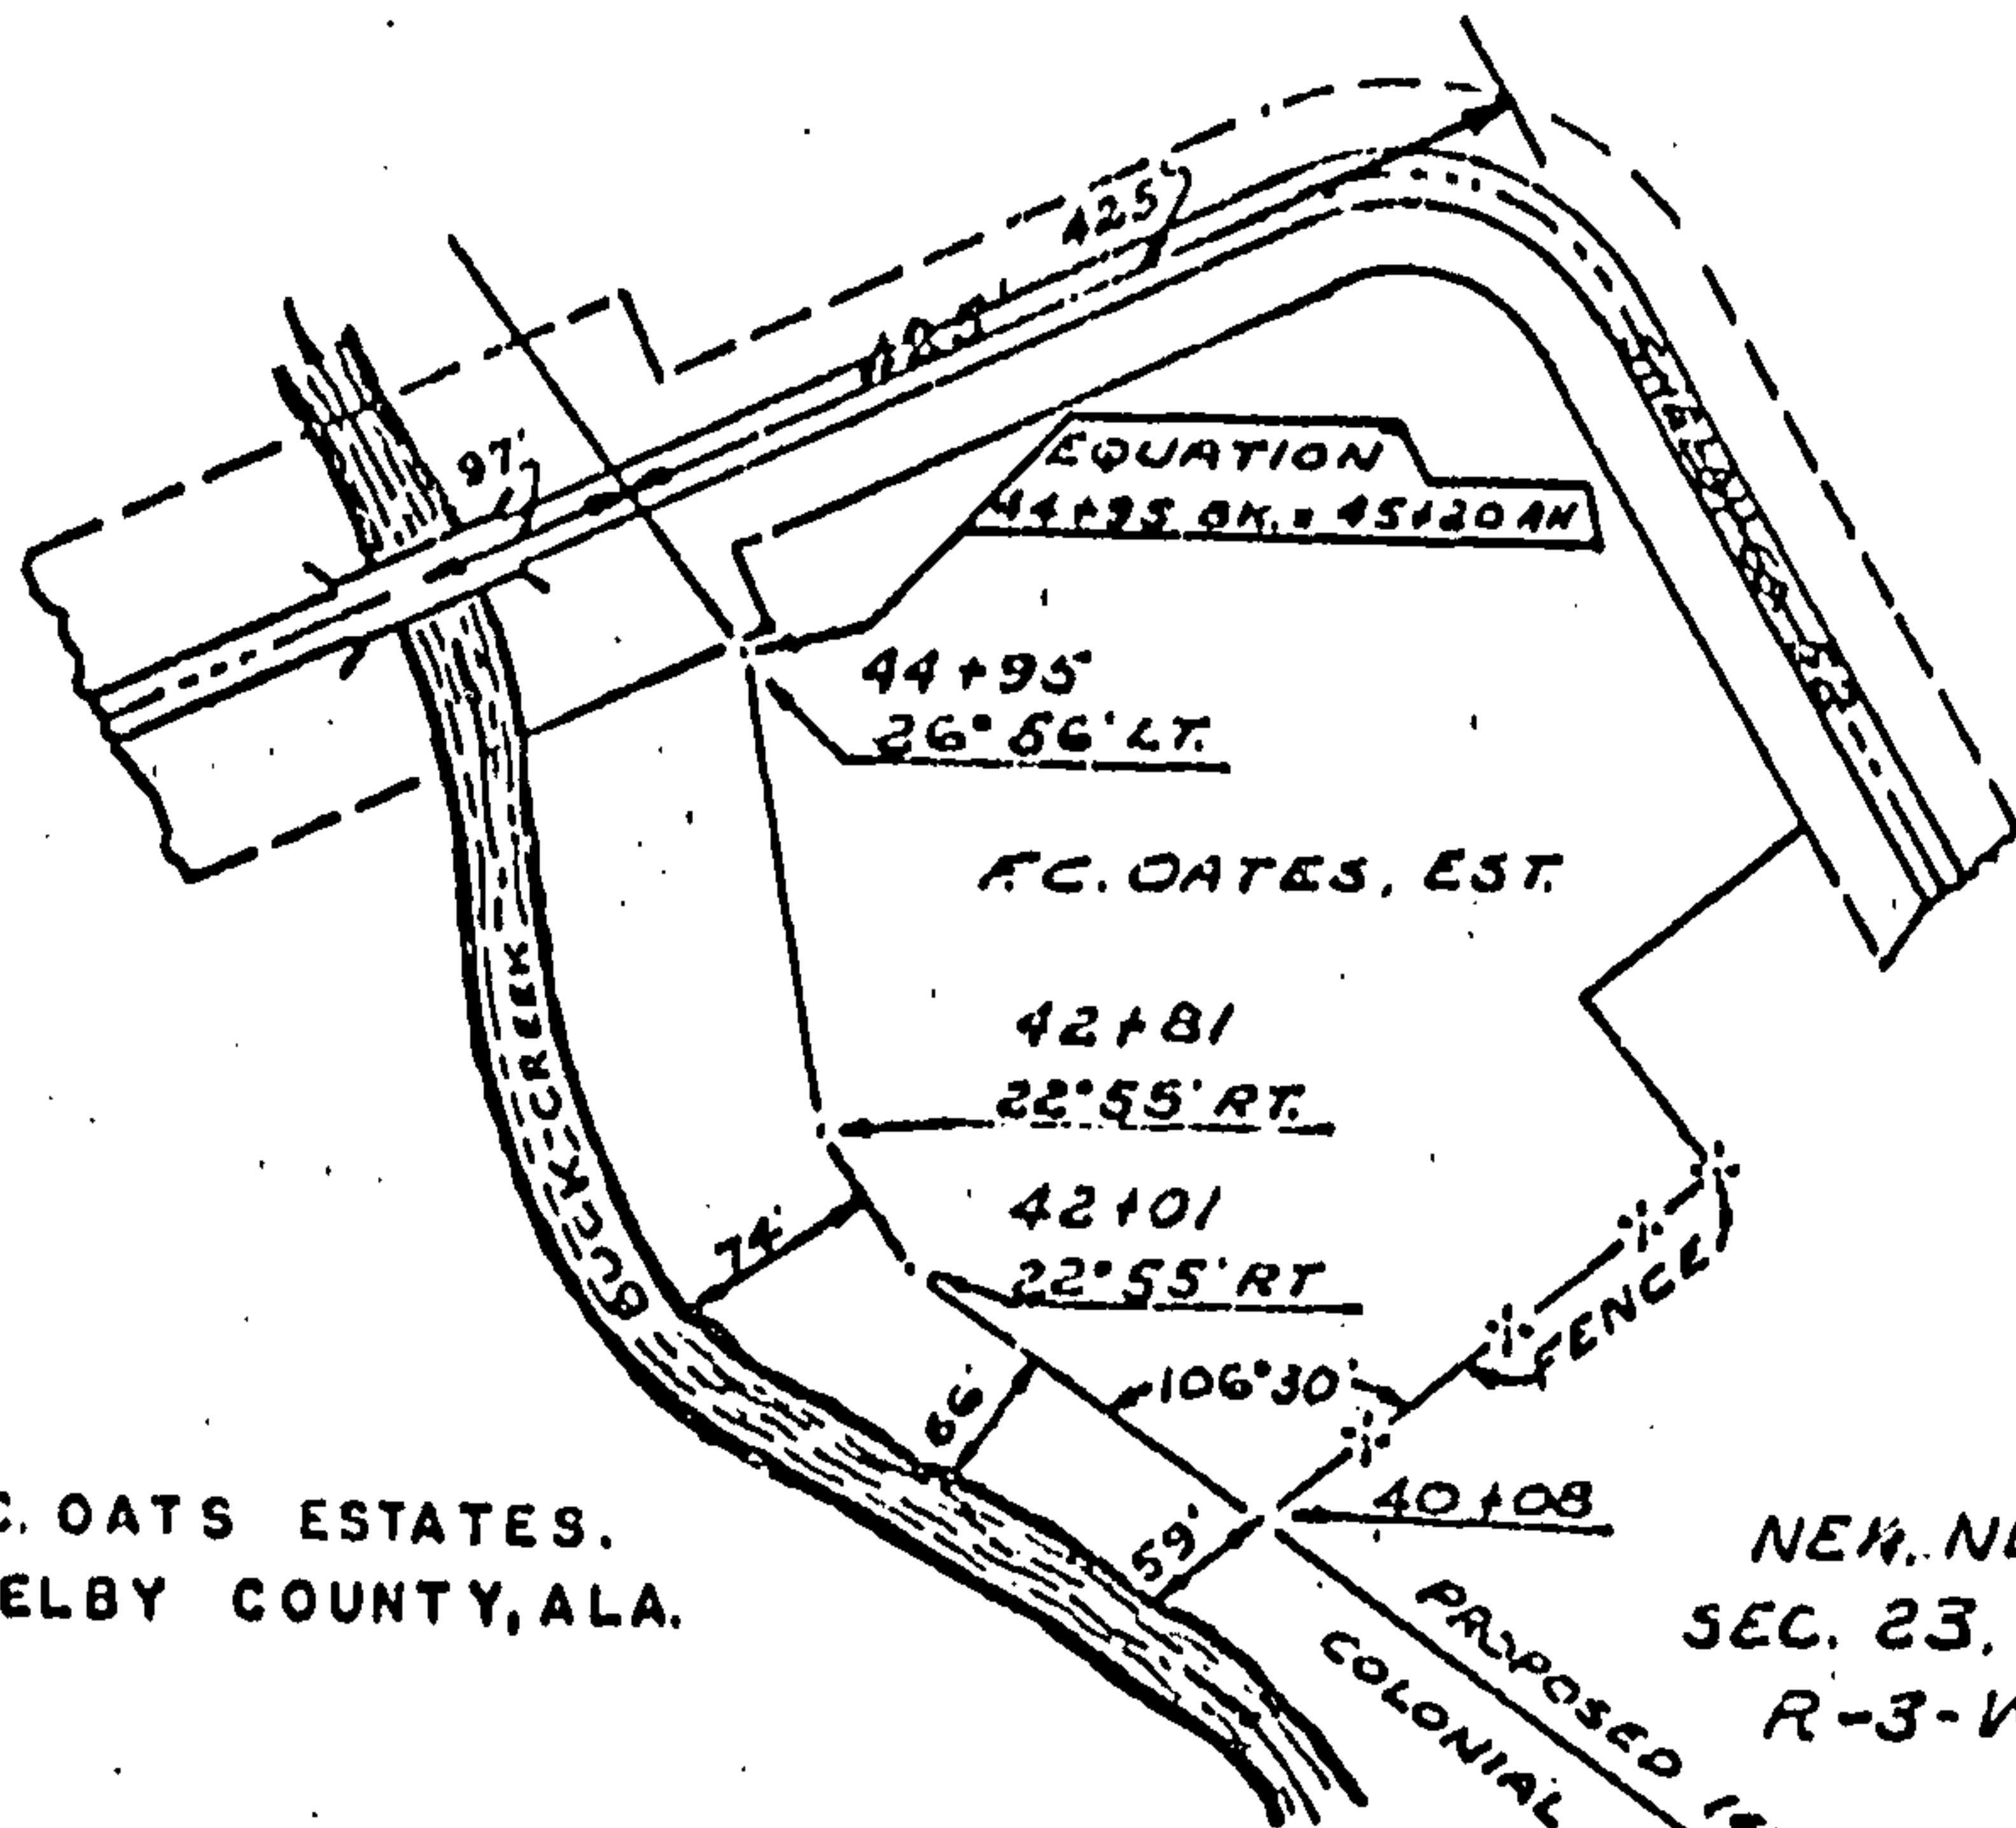 425'
97'
EQUATION
44+95 BK. = 45+20 AH
44+95
26°56' LT.
F.C. OATES, EST.
42+81
22°55' RT.
42+01
22°55' RT
CREEK
74'
FENCE
106°30'
66'
40+08
59'
C. OATS ESTATES.
ELBY COUNTY, ALA.
SEC. 23,
R-3-W
PROPOSED
COLONIAL